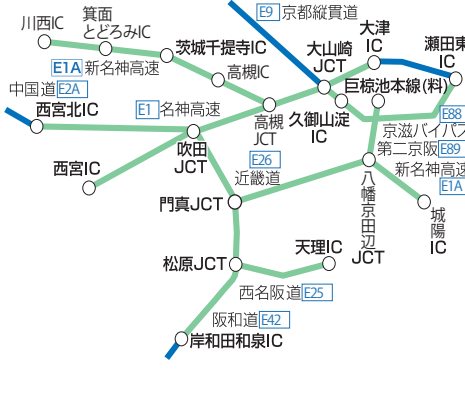 川西IC
箕面
とどろみIC
E9 京都縦貫道
大津
IC
瀬田東
IC
茨城千提寺IC
大山崎
JCT
E1A 新名神高速
高槻IC
巨椋池本線(料)
中国道 E2A
西宮北IC
E1 名神高速
高槻
JCT
久御山淀
IC
E88
京滋バイパス
吹田
JCT
E26
近畿道
第二京阪 E89
新名神高速
E1A
西宮IC
門真JCT
八幡京田辺
JCT
城陽
IC
天理IC
松原JCT
西名阪道 E25
阪和道 E42
岸和田和泉IC